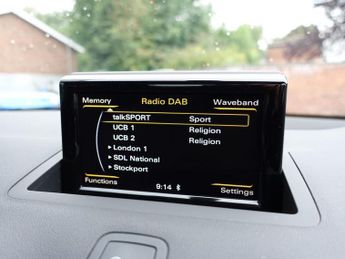 Memory Radio DAB Waveband
talkSPORT Sport
UCB 1 Religion
UCB 2 Religion
London 1
SDL National
Stockport
Functions 9:14 Settings